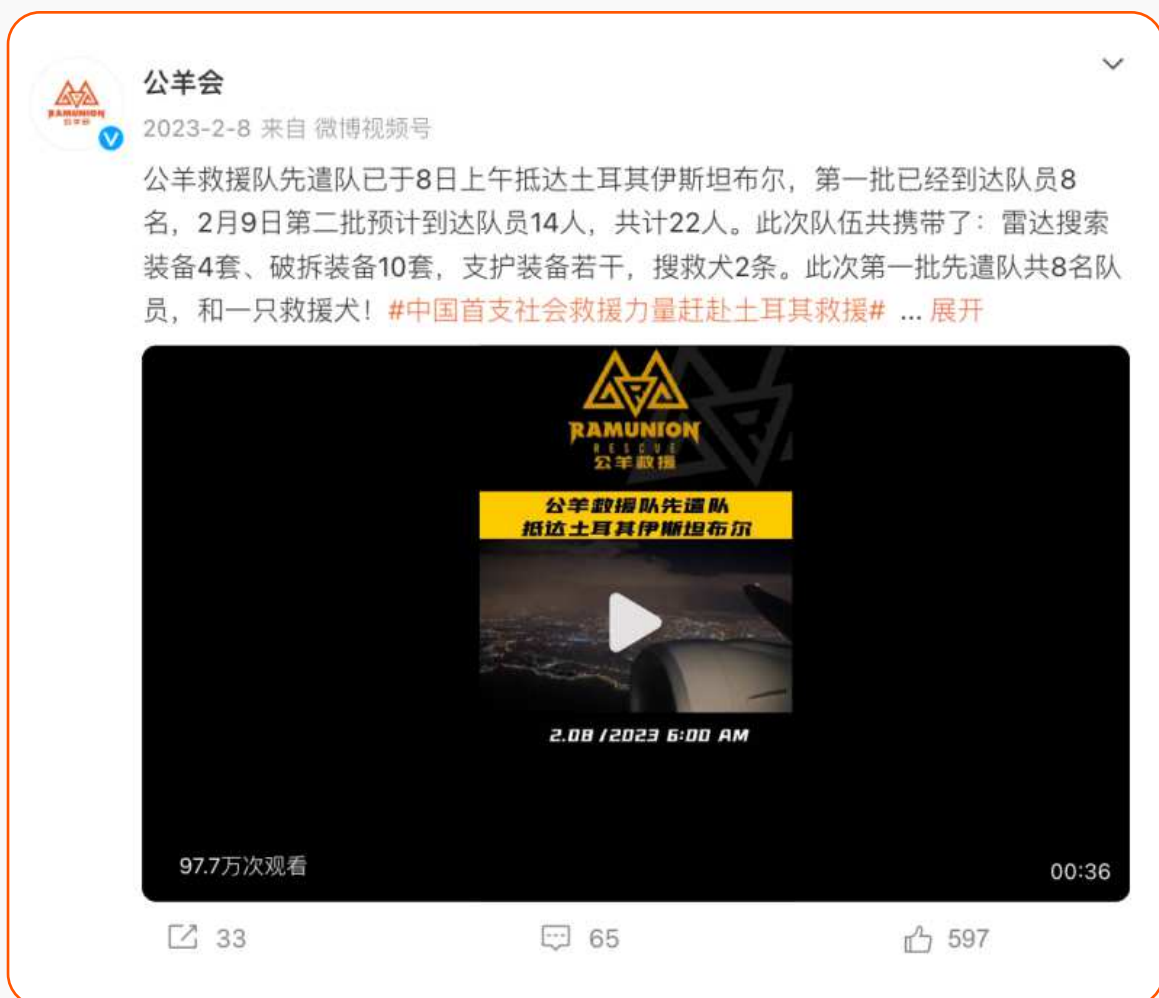 公羊会
RAMUNION
公羊会
2023-2-8 来自 微博视频号
公羊救援队先遣队已于8日上午抵达土耳其伊斯坦布尔，第一批已经到达队员8
名，2月9日第二批预计到达队员14人，共计22人。此次队伍共携带了：雷达搜索
装备4套、破拆装备10套，支护装备若干，搜救犬2条。此次第一批先遣队共8名队
员，和一只救援犬！#中国首支社会救援力量赶赴土耳其救援# ... 展开
RAMUNION
RESCUE
公羊救援
公羊救援队先遣队
抵达土耳其伊斯坦布尔
2.08 /2023 6:00 AM
97.7万次观看
00:36
33
65
597